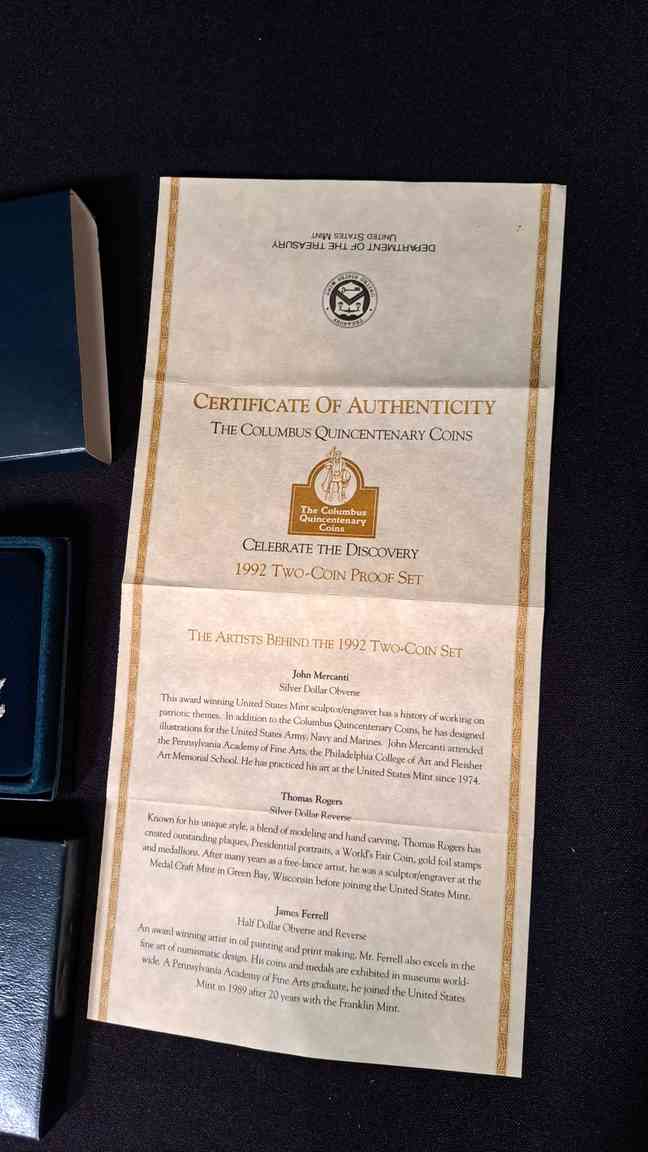 DEPARTMENT OF THE TREASURY
UNITED STATES MINT
CERTIFICATE OF AUTHENTICITY
THE COLUMBUS QUINCENTENARY COINS
The Columbus
Quincentenary
Coins
CELEBRATE THE DISCOVERY
1992 TWO-COIN PROOF SET
THE ARTISTS BEHIND THE 1992 TWO-COIN SET
John Mercanti
Silver Dollar Obverse
This award winning United States Mint sculptor/engraver has a history of working on
patriotic themes. In addition to the Columbus Quincentenary Coins, he has designed
illustrations for the United States Army, Navy and Marines. John Mercanti attended
the Pennsylvania Academy of Fine Arts, the Philadelphia College of Art and Fleisher
Art Memorial School. He has practiced his art at the United States Mint since 1974.
Thomas Rogers
Silver Dollar Reverse
Known for his unique style, a blend of modeling and hand carving, Thomas Rogers has
created outstanding plaques, Presidential portraits, a World's Fair Coin, gold foil stamps
and medallions. After many years as a free-lance artist, he was a sculptor/engraver at the
Medal Craft Mint in Green Bay, Wisconsin before joining the United States Mint.
James Ferrell
Half Dollar Obverse and Reverse
An award winning artist in oil painting and print making, Mr. Ferrell also excels in the
fine art of numismatic design. His coins and medals are exhibited in museums world-
wide. A Pennsylvania Academy of Fine Arts graduate, he joined the United States
Mint in 1989 after 20 years with the Franklin Mint.